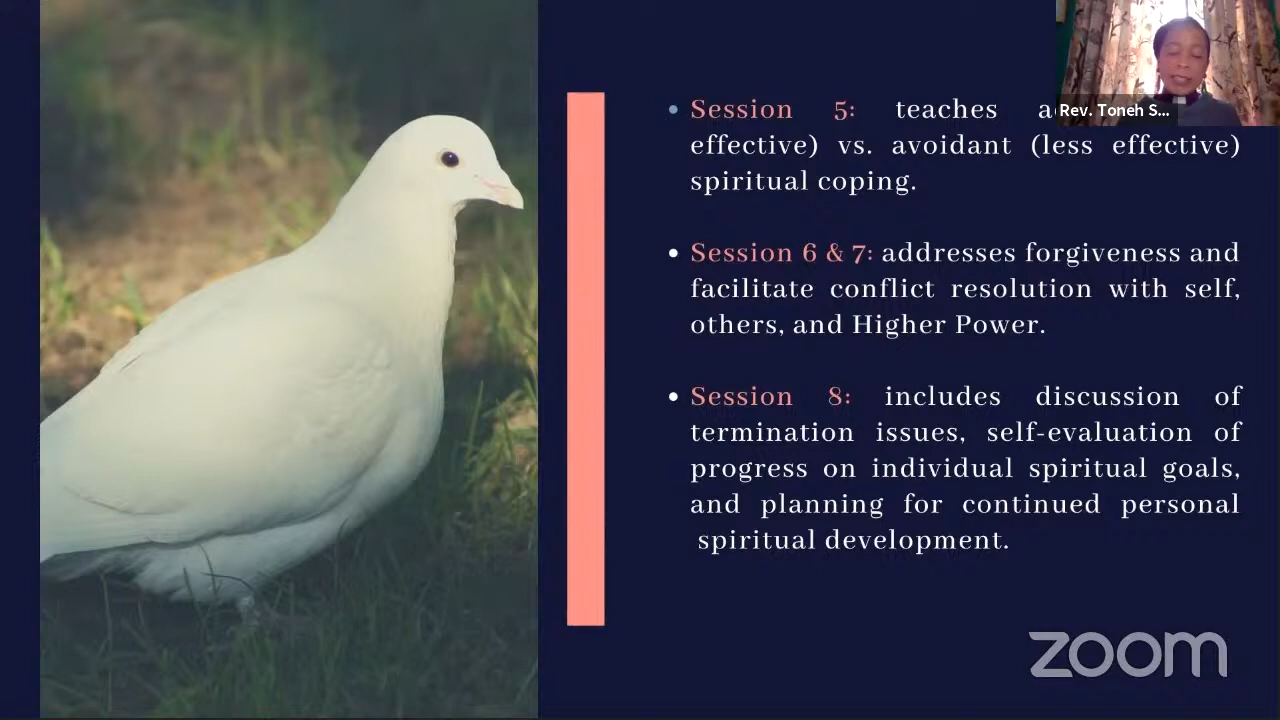 Session 5: teaches
effective) vs. avoidant (less effective)
spiritual coping.
Session 6 & 7: addresses forgiveness and
facilitate conflict resolution with self,
others, and Higher Power.
Session 8: includes discussion of
termination issues, self-evaluation of
progress on individual spiritual goals,
and planning for continued personal
spiritual development.
Rev. Toneh S...
zoom